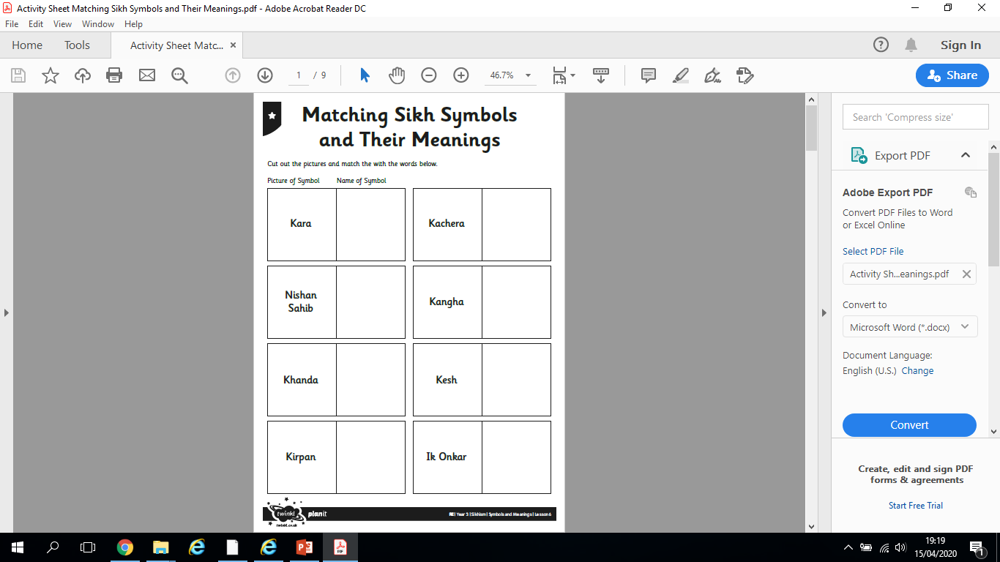 Activity Sheet Matching Sikh Symbols and Their Meanings.pdf - Adobe Acrobat Reader DC
File Edit View Window Help
Home Tools Activity Sheet Matc... × Sign In
1 / 9 46.7% Share
Matching Sikh Symbols
and Their Meanings
Cut out the pictures and match the with the words below.
Picture of Symbol Name of Symbol
Kara Kachera
Nishan
Sahib
Kangha
Khanda Kesh
Kirpan Ik Onkar
twinkl planit
twinkl.co.uk
RE | Year 3 | Sikhism | Symbols and Meanings | Lesson 6
Search 'Compress size'
Export PDF
Adobe Export PDF
Convert PDF Files to Word
or Excel Online
Select PDF File
Activity Sh...eanings.pdf
Convert to
Microsoft Word (*.docx)
Document Language:
English (U.S.) Change
Convert
Create, edit and sign PDF
forms & agreements
Start Free Trial
19:19
15/04/2020
1